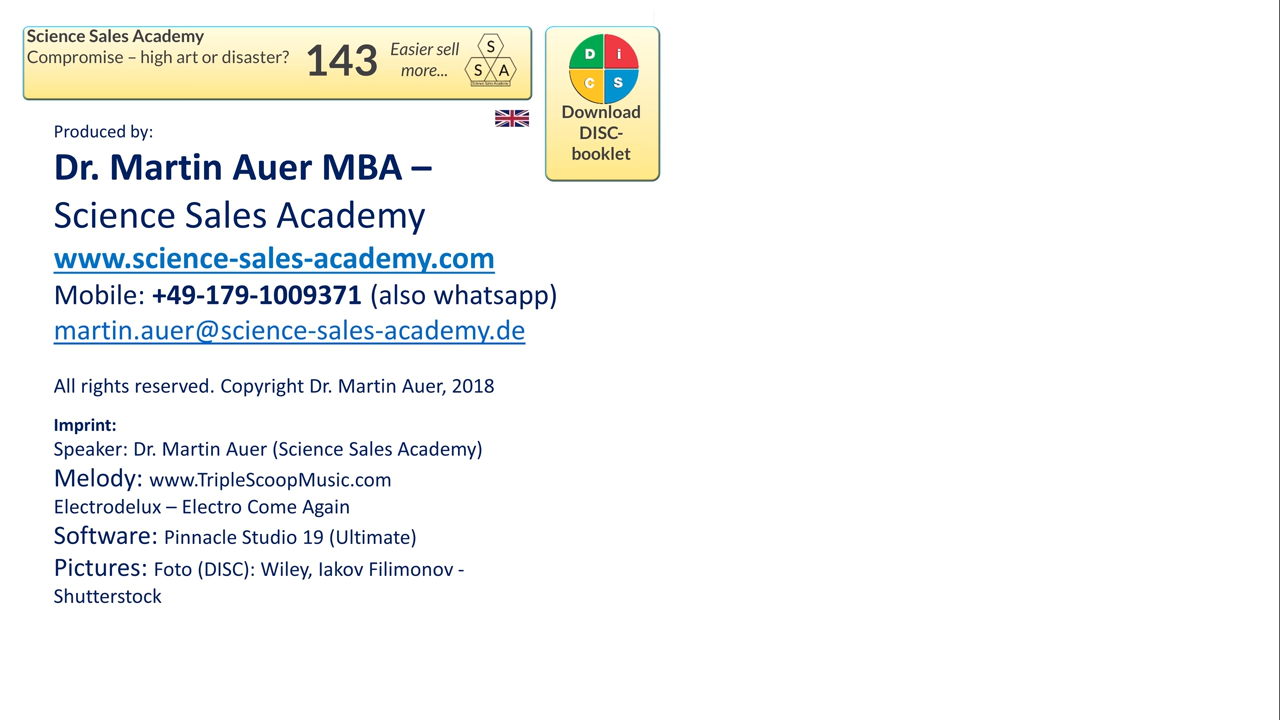 Science Sales Academy
Compromise – high art or disaster?
143
Easier sell
more...
S
S A
D i
C S
Download
DISC-
booklet
Produced by:
Dr. Martin Auer MBA –
Science Sales Academy
www.science-sales-academy.com
Mobile: +49-179-1009371 (also whatsapp)
martin.auer@science-sales-academy.de
All rights reserved. Copyright Dr. Martin Auer, 2018
Imprint:
Speaker: Dr. Martin Auer (Science Sales Academy)
Melody: www.TripleScoopMusic.com
Electrodelux – Electro Come Again
Software: Pinnacle Studio 19 (Ultimate)
Pictures: Foto (DISC): Wiley, Iakov Filimonov -
Shutterstock